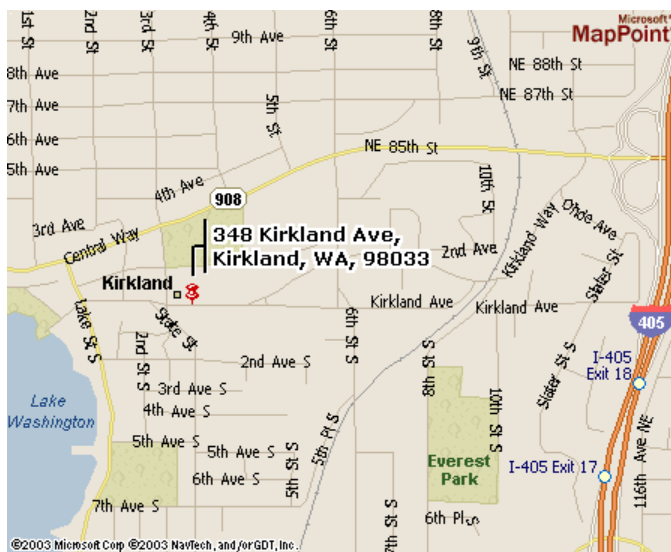 1st St
2nd St
3rd St
4th St
6th St
8th St
9th St
Microsoft®
MapPoint®
9th Ave
8th Ave
NE 88th St
NE 87th St
7th Ave
5th St
6th Ave
NE 85th St
5th Ave
4th Ave
10th St
908
3rd Ave
Central Way
348 Kirkland Ave,
Kirkland, WA, 98033
2nd Ave
Kirkland Way
Ohde Ave
Slater St
Kirkland
Kirkland Ave
Kirkland Ave
405
Lake St S
State St
2nd St S
6th St S
Slater St S
I-405
Exit 18
2nd Ave S
8th St S
10th St S
3rd Ave S
Lake
Washington
4th Ave S
5th Pl S
116th Ave NE
5th Ave S
5th St S
Everest
Park
I-405 Exit 17
6th Ave S
7th Ave S
7th St S
6th Pl S
©2003 Microsoft Corp ©2003 NavTech, and/or GDT, Inc.